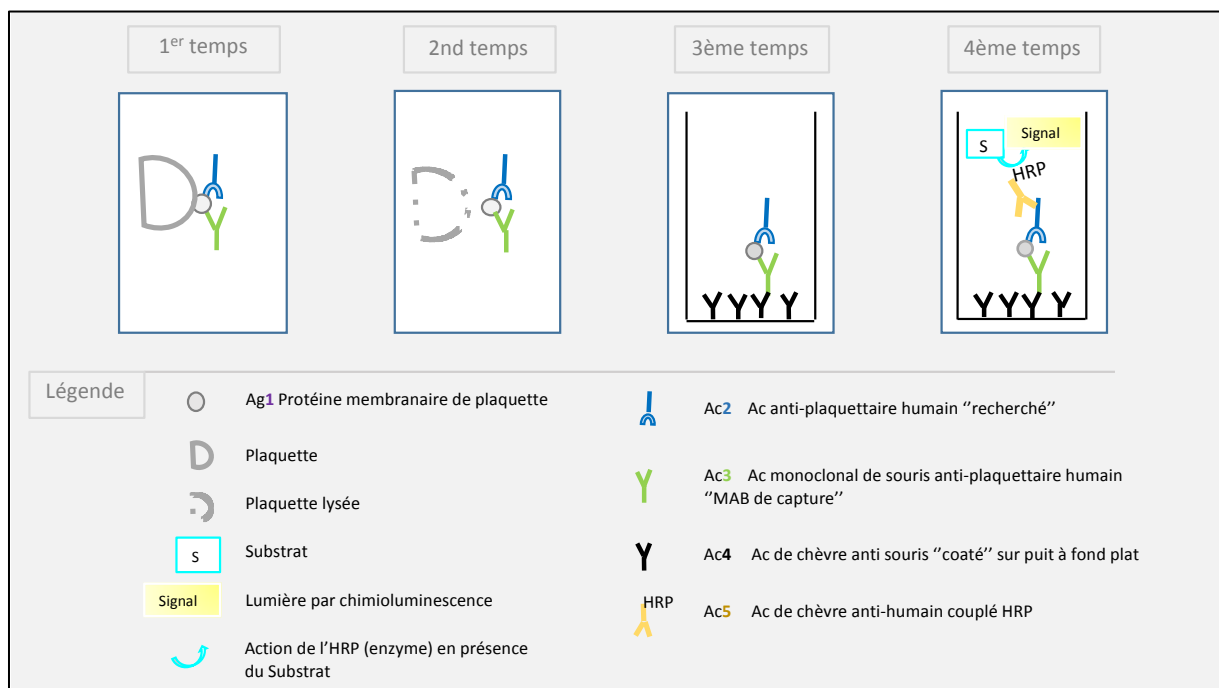 1er temps
2nd temps
3ème temps
4ème temps
S
Signal
HRP
Légende
Ag1 Protéine membranaire de plaquette
Plaquette
Plaquette lysée
S
Substrat
Signal
Lumière par chimioluminescence
Action de l'HRP (enzyme) en présence
du Substrat
Ac2 Ac anti-plaquettaire humain ''recherché''
Ac3 Ac monoclonal de souris anti-plaquettaire humain
''MAB de capture''
Ac4 Ac de chèvre anti souris ''coaté'' sur puit à fond plat
HRP
Ac5 Ac de chèvre anti-humain couplé HRP